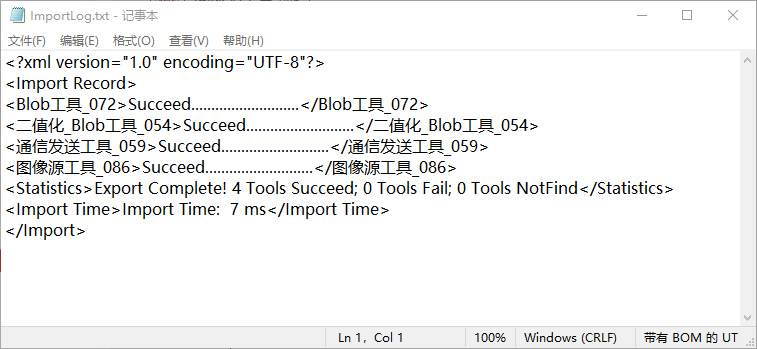 ImportLog.txt - 记事本
文件(F) 编辑(E) 格式(O) 查看(V) 帮助(H)
<?xml version="1.0" encoding="UTF-8"?>
<Import Record>
<Blob工具_072>Succeed...........................</Blob工具_072>
<二值化_Blob工具_054>Succeed...........................</二值化_Blob工具_054>
<通信发送工具_059>Succeed...........................</通信发送工具_059>
<图像源工具_086>Succeed...........................</图像源工具_086>
<Statistics>Export Complete! 4 Tools Succeed; 0 Tools Fail; 0 Tools NotFind</Statistics>
<Import Time>Import Time:  7 ms</Import Time>
</Import>
Ln 1, Col 1 100% Windows (CRLF) 带有 BOM 的 UT